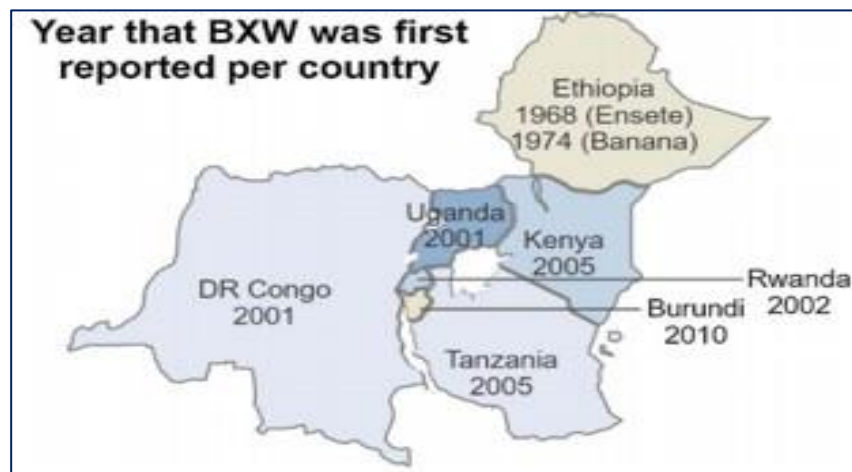 Year that BXW was first
reported per country
Ethiopia
1968 (Ensete)
1974 (Banana)
Uganda
2001
Kenya
2005
DR Congo
2001
Rwanda
2002
Burundi
2010
Tanzania
2005